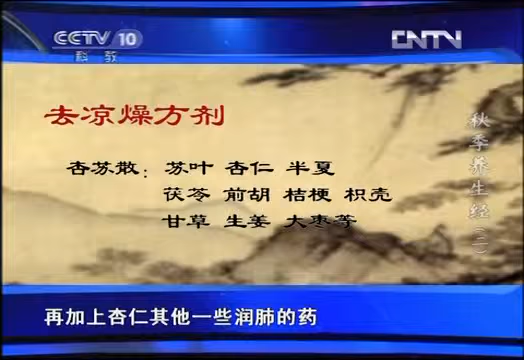 CCTV 10
科教
CNTV
去凉燥方剂
杏苏散：苏叶 杏仁 半夏
茯苓 前胡 桔梗 枳壳
甘草 生姜 大枣等
秋季养生经（二）
再加上杏仁其他一些润肺的药